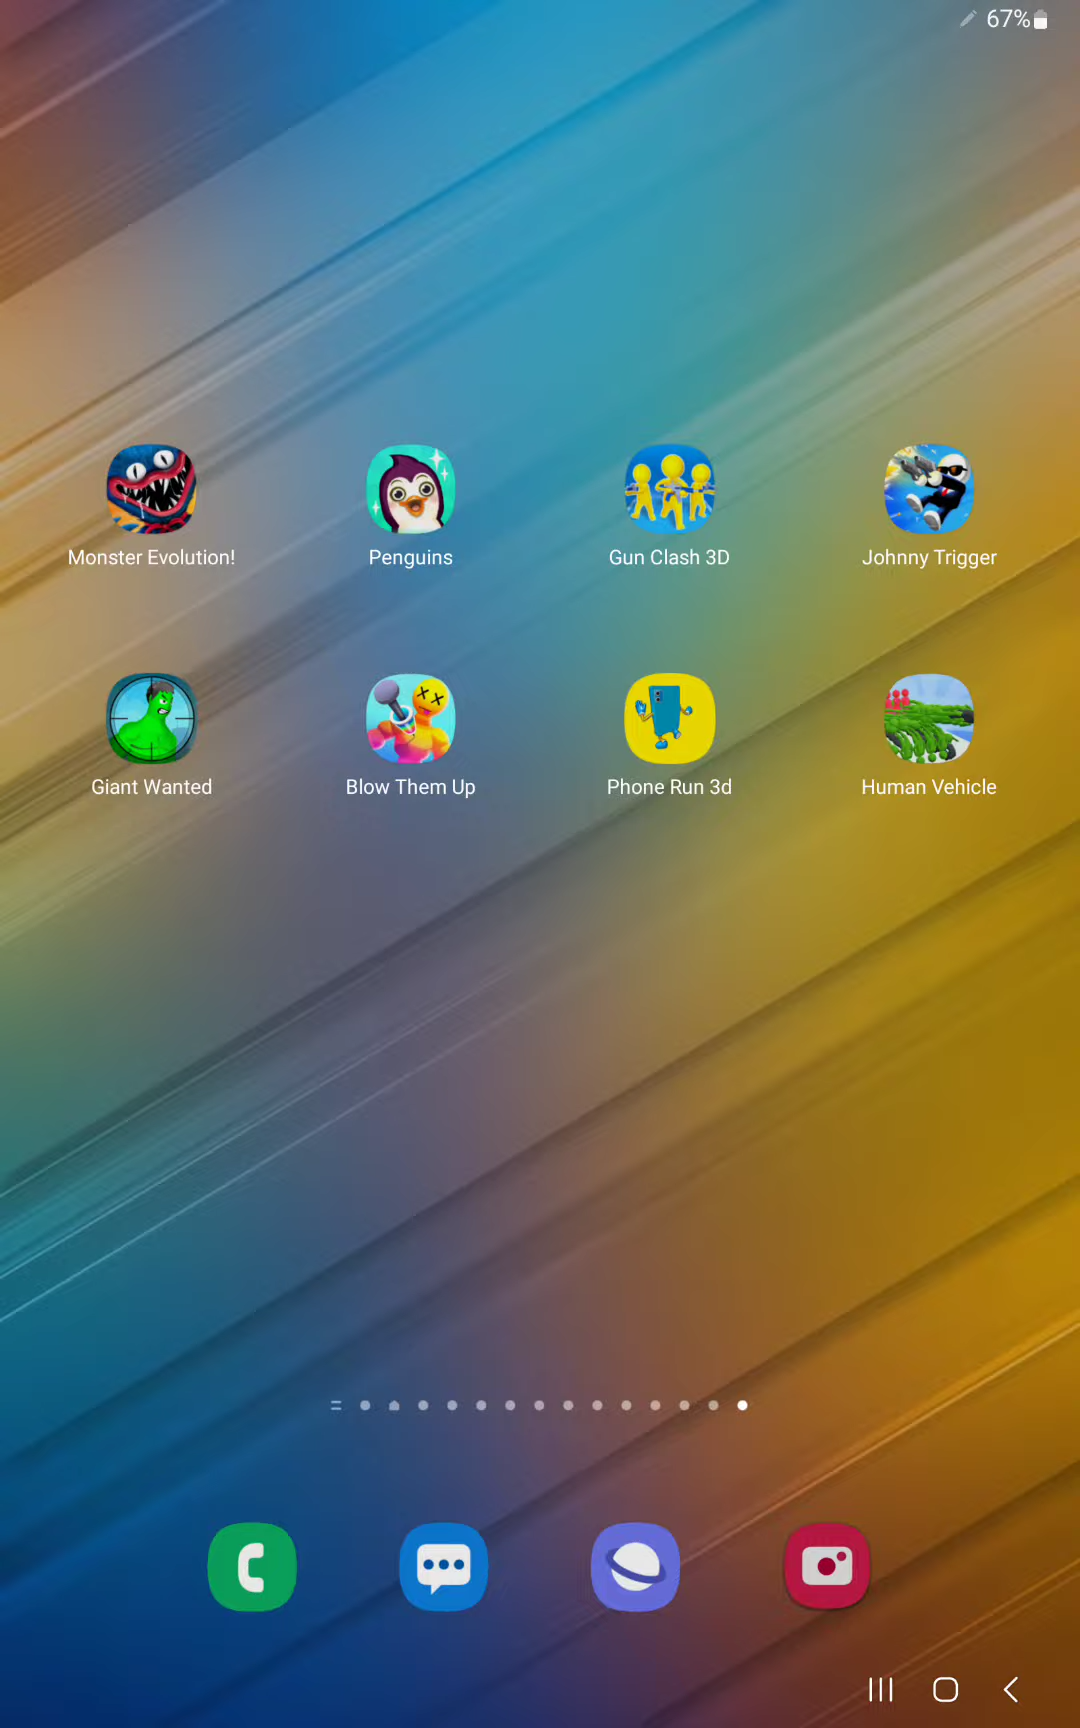 67%
Monster Evolution!
Penguins
Gun Clash 3D
Johnny Trigger
Giant Wanted
Blow Them Up
Phone Run 3d
Human Vehicle